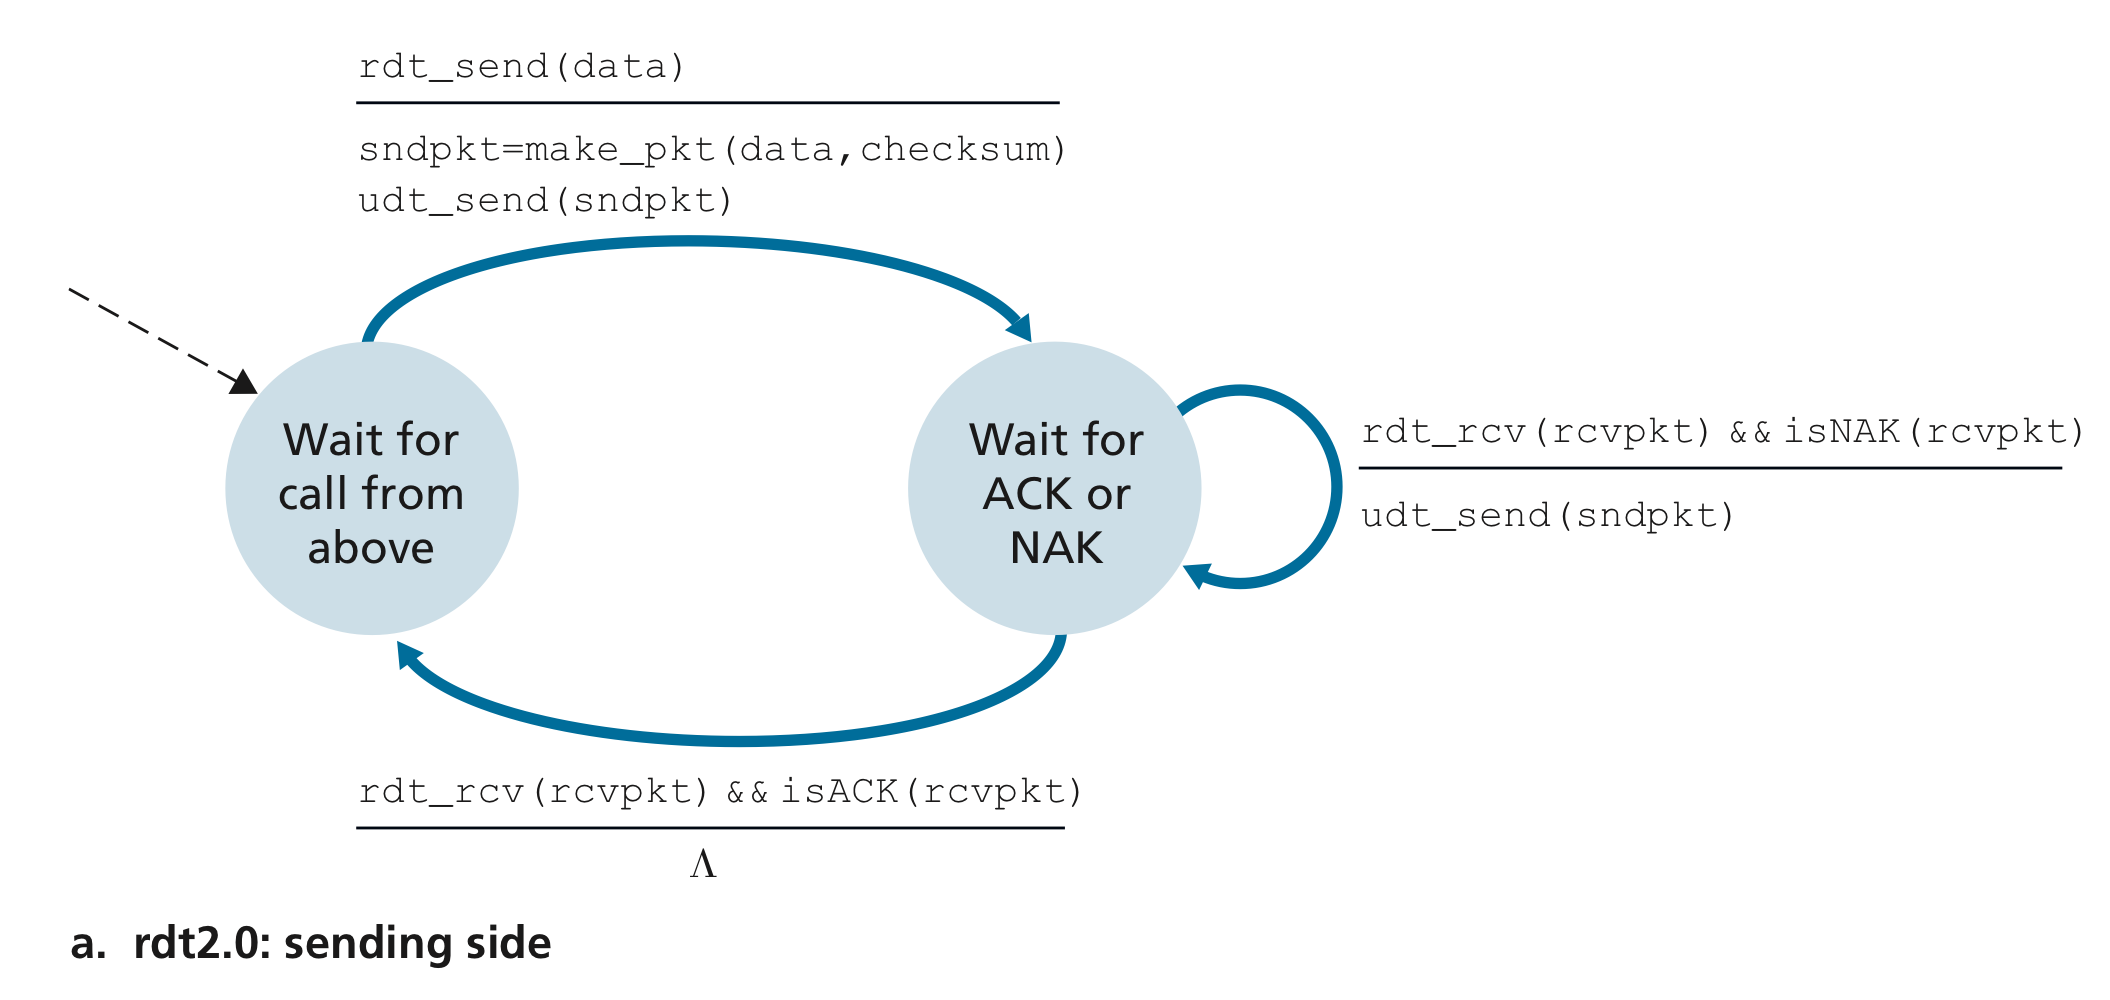 rdt_send(data)
sndpkt=make_pkt(data,checksum)
udt_send(sndpkt)
Wait for
call from
above
Wait for
ACK or
NAK
rdt_rcv(rcvpkt) && isNAK(rcvpkt)
udt_send(sndpkt)
rdt_rcv(rcvpkt) && isACK(rcvpkt)
Λ
a. rdt2.0: sending side